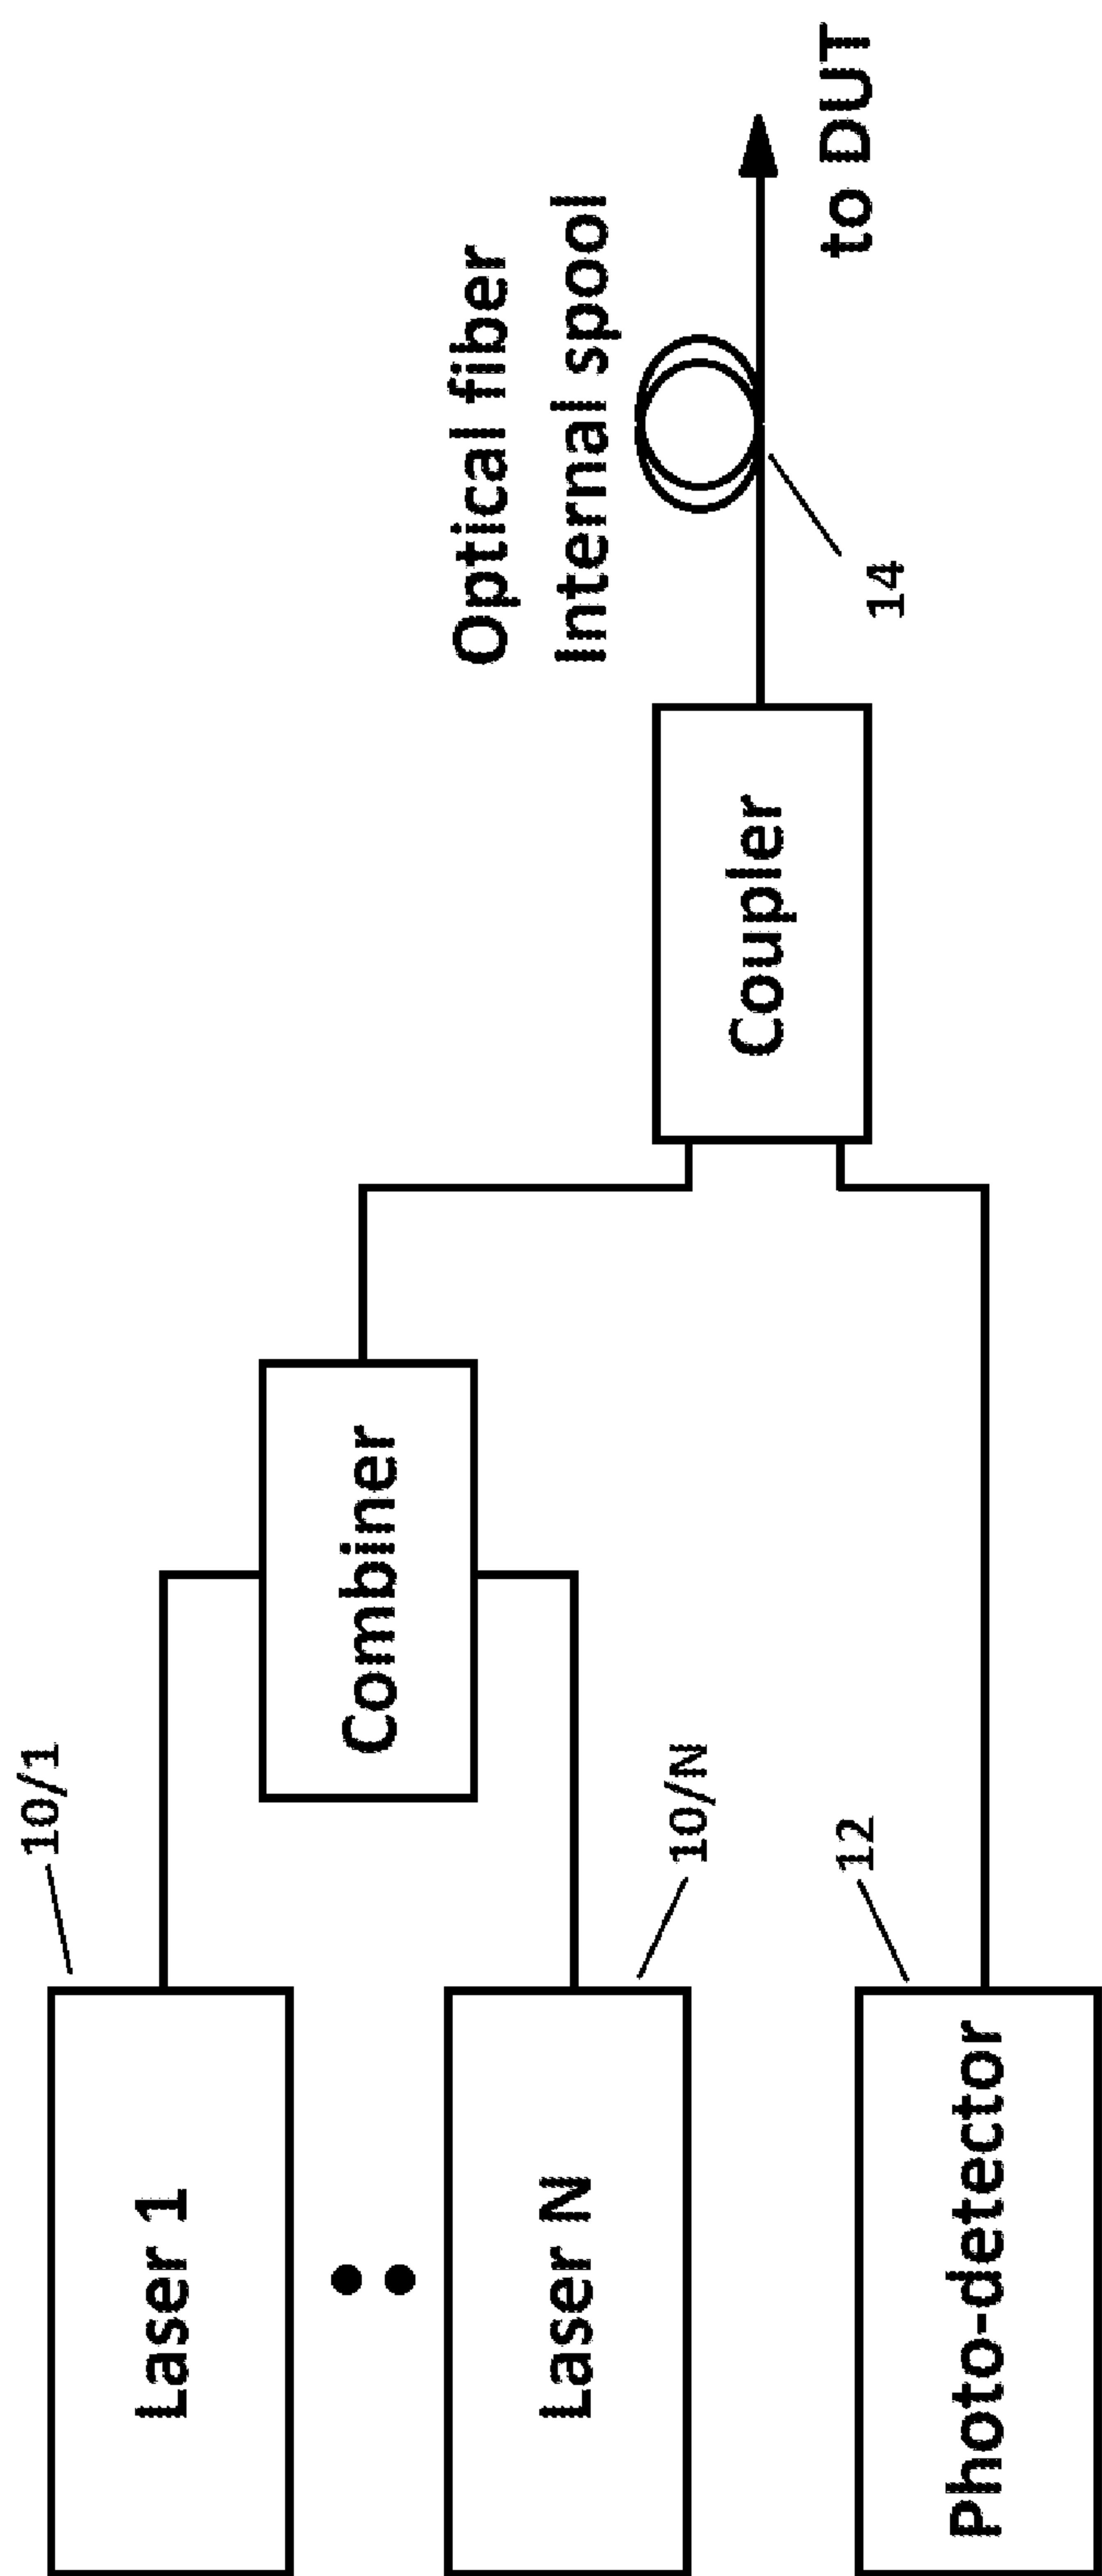 Laser 1
10/1
Laser N
10/N
Photo-detector
12
Combiner
Coupler
Optical fiber
Internal spool
14
to DUT